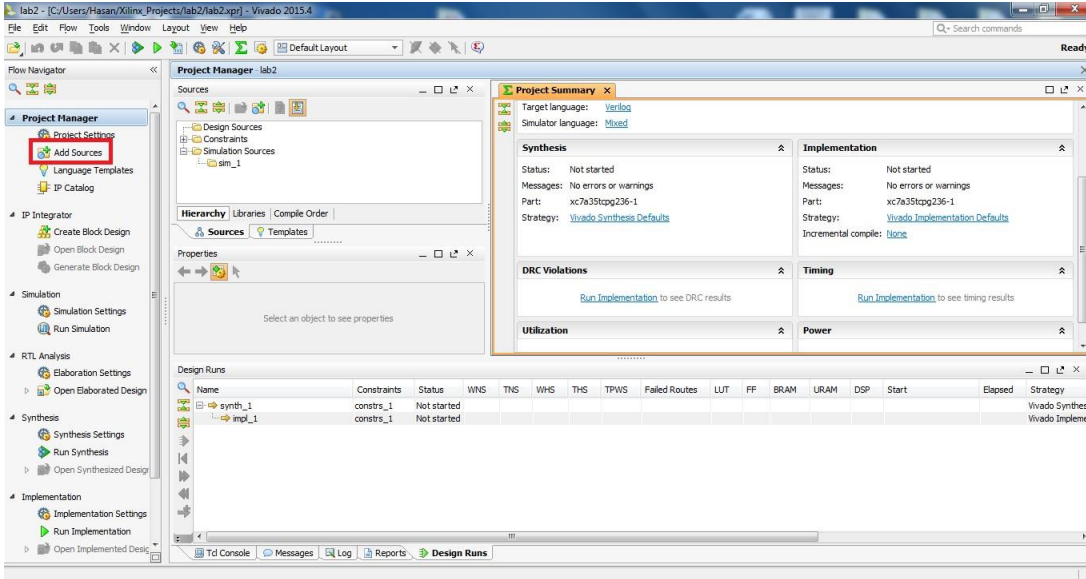 lab2 - [C:/Users/Hasan/Xilinx_Projects/lab2/lab2.xpr] - Vivado 2015.4
File Edit Flow Tools Window Layout View Help
Q- Search commands
Default Layout
Ready
Flow Navigator
Project Manager
Project Settings
Add Sources
Language Templates
IP Catalog
IP Integrator
Create Block Design
Open Block Design
Generate Block Design
Simulation
Simulation Settings
Run Simulation
RTL Analysis
Elaboration Settings
Open Elaborated Design
Synthesis
Synthesis Settings
Run Synthesis
Open Synthesized Design
Implementation
Implementation Settings
Run Implementation
Open Implemented Desig
Project Manager - lab2
Sources
Design Sources
Constraints
Simulation Sources
sim_1
Hierarchy Libraries Compile Order
Sources Templates
Properties
Select an object to see properties
Project Summary
Target language: Verilog
Simulator language: Mixed
Synthesis
Status: Not started
Messages: No errors or warnings
Part: xc7a35tcpg236-1
Strategy: Vivado Synthesis Defaults
Implementation
Status: Not started
Messages: No errors or warnings
Part: xc7a35tcpg236-1
Strategy: Vivado Implementation Defaults
Incremental compile: None
DRC Violations
Run Implementation to see DRC results
Timing
Run Implementation to see timing results
Utilization
Power
Design Runs
Name Constraints Status WNS TNS WHS THS TPWS Failed Routes LUT FF BRAM URAM DSP Start Elapsed Strategy
synth_1 constrs_1 Not started Vivado Synthes
impl_1 constrs_1 Not started Vivado Impleme
Tcl Console Messages Log Reports Design Runs